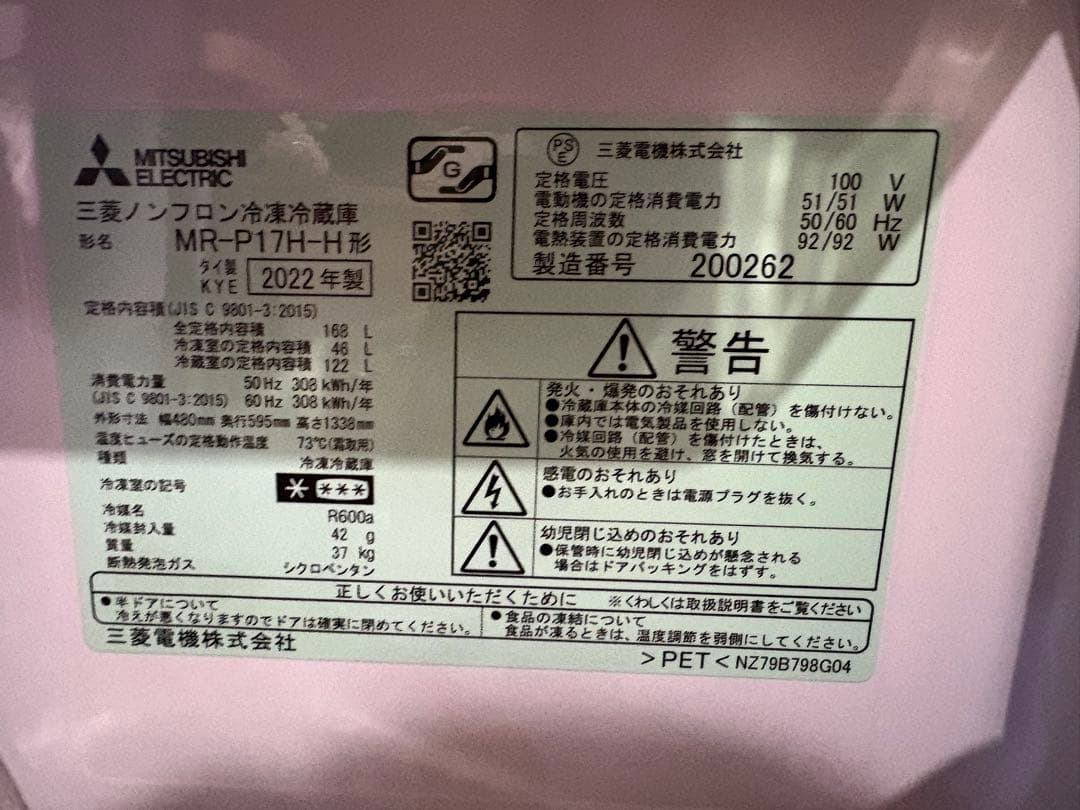 MITSUBISHI
ELECTRIC
三菱ノンフロン冷凍冷蔵庫
形名 MR-P17H-H形
タイ製
KYE 2022年製
定格内容積(JIS C 9801-3:2015)
全定格内容積 168 L
冷凍室の定格内容積 46 L
冷蔵室の定格内容積 122 L
消費電力量 50Hz 308 kWh/年
(JIS C 9801-3:2015) 60Hz 308 kWh/年
外形寸法 幅480mm 奥行595mm 高さ1338mm
温度ヒューズの定格動作温度 73℃(霜取用)
種類 冷凍冷蔵庫
冷凍室の記号 * ***
冷媒名 R600a
冷媒封入量 42 g
質量 37 kg
断熱発泡ガス シクロペンタン
G
PSE 三菱電機株式会社
定格電圧 100 V
電動機の定格消費電力 51/51 W
定格周波数 50/60 Hz
電熱装置の定格消費電力 92/92 W
製造番号 200262
警告
発火・爆発のおそれあり
●冷蔵庫本体の冷媒回路(配管)を傷付けない。
●庫内では電気製品を使用しない。
●冷媒回路(配管)を傷付けたときは、
火気の使用を避け、窓を開けて換気する。
感電のおそれあり
●お手入れのときは電源プラグを抜く。
幼児閉じ込めのおそれあり
●保管時に幼児閉じ込めが懸念される
場合はドアパッキングをはずす。
正しくお使いいただくために ※くわしくは取扱説明書をご覧ください
●半ドアについて
冷えが悪くなりますのでドアは確実に閉めてください。
●食品の凍結について
食品が凍るときは、温度調節を弱側にしてください。
三菱電機株式会社
>PET< NZ79B798G04